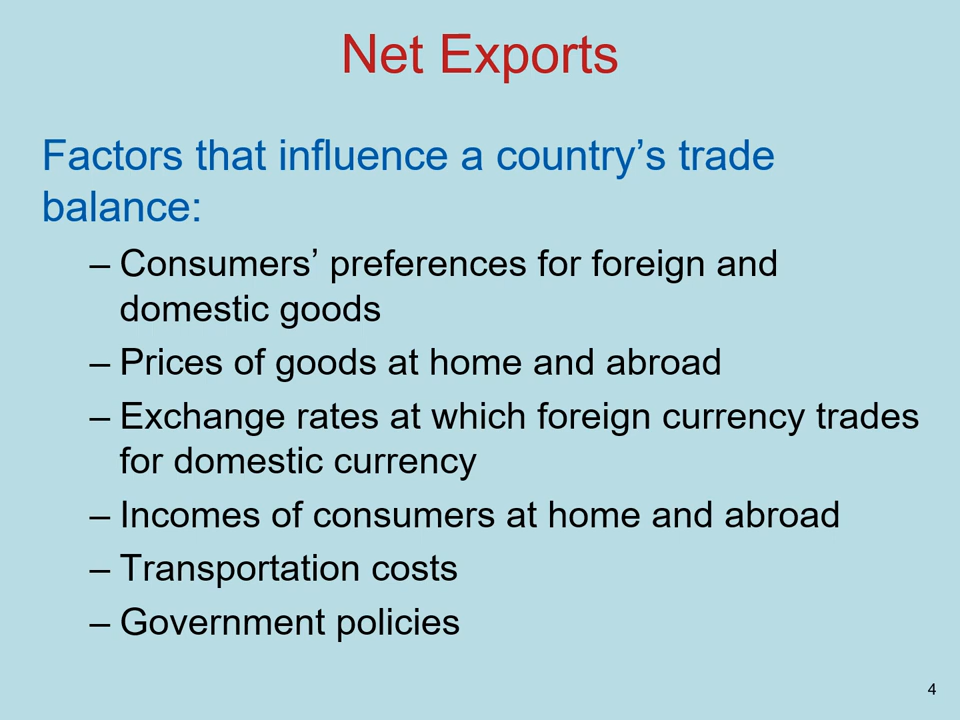 Net Exports
Factors that influence a country’s trade
balance:
– Consumers’ preferences for foreign and
domestic goods
– Prices of goods at home and abroad
– Exchange rates at which foreign currency trades
for domestic currency
– Incomes of consumers at home and abroad
– Transportation costs
– Government policies
4